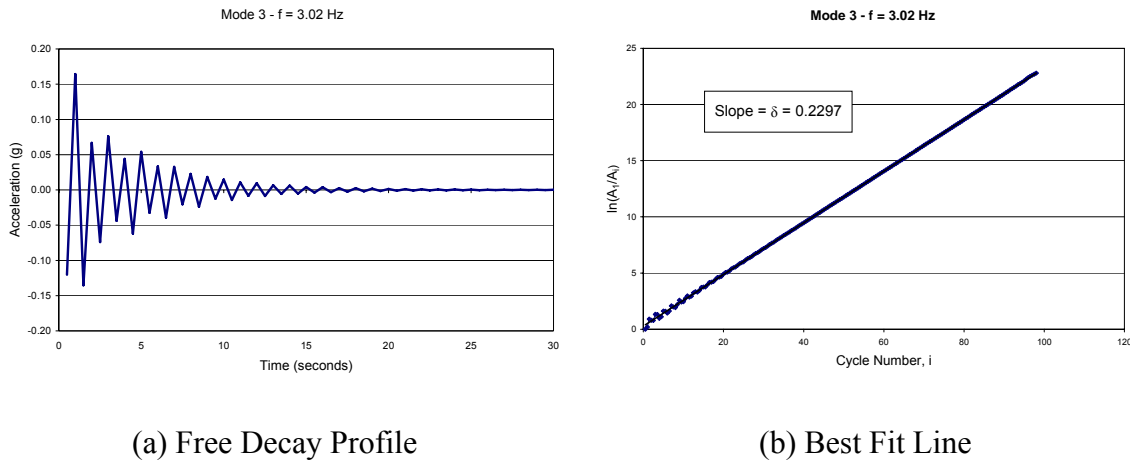 Mode 3 - f = 3.02 Hz
0.20
0.15
0.10
0.05
0.00
-0.05
-0.10
-0.15
-0.20
Acceleration (g)
0 5 10 15 20 25 30
Time (seconds)
(a) Free Decay Profile
Mode 3 - f = 3.02 Hz
25
20
15
10
5
0
ln(A1/Ai)
Slope = δ = 0.2297
0 20 40 60 80 100 120
Cycle Number, i
(b) Best Fit Line